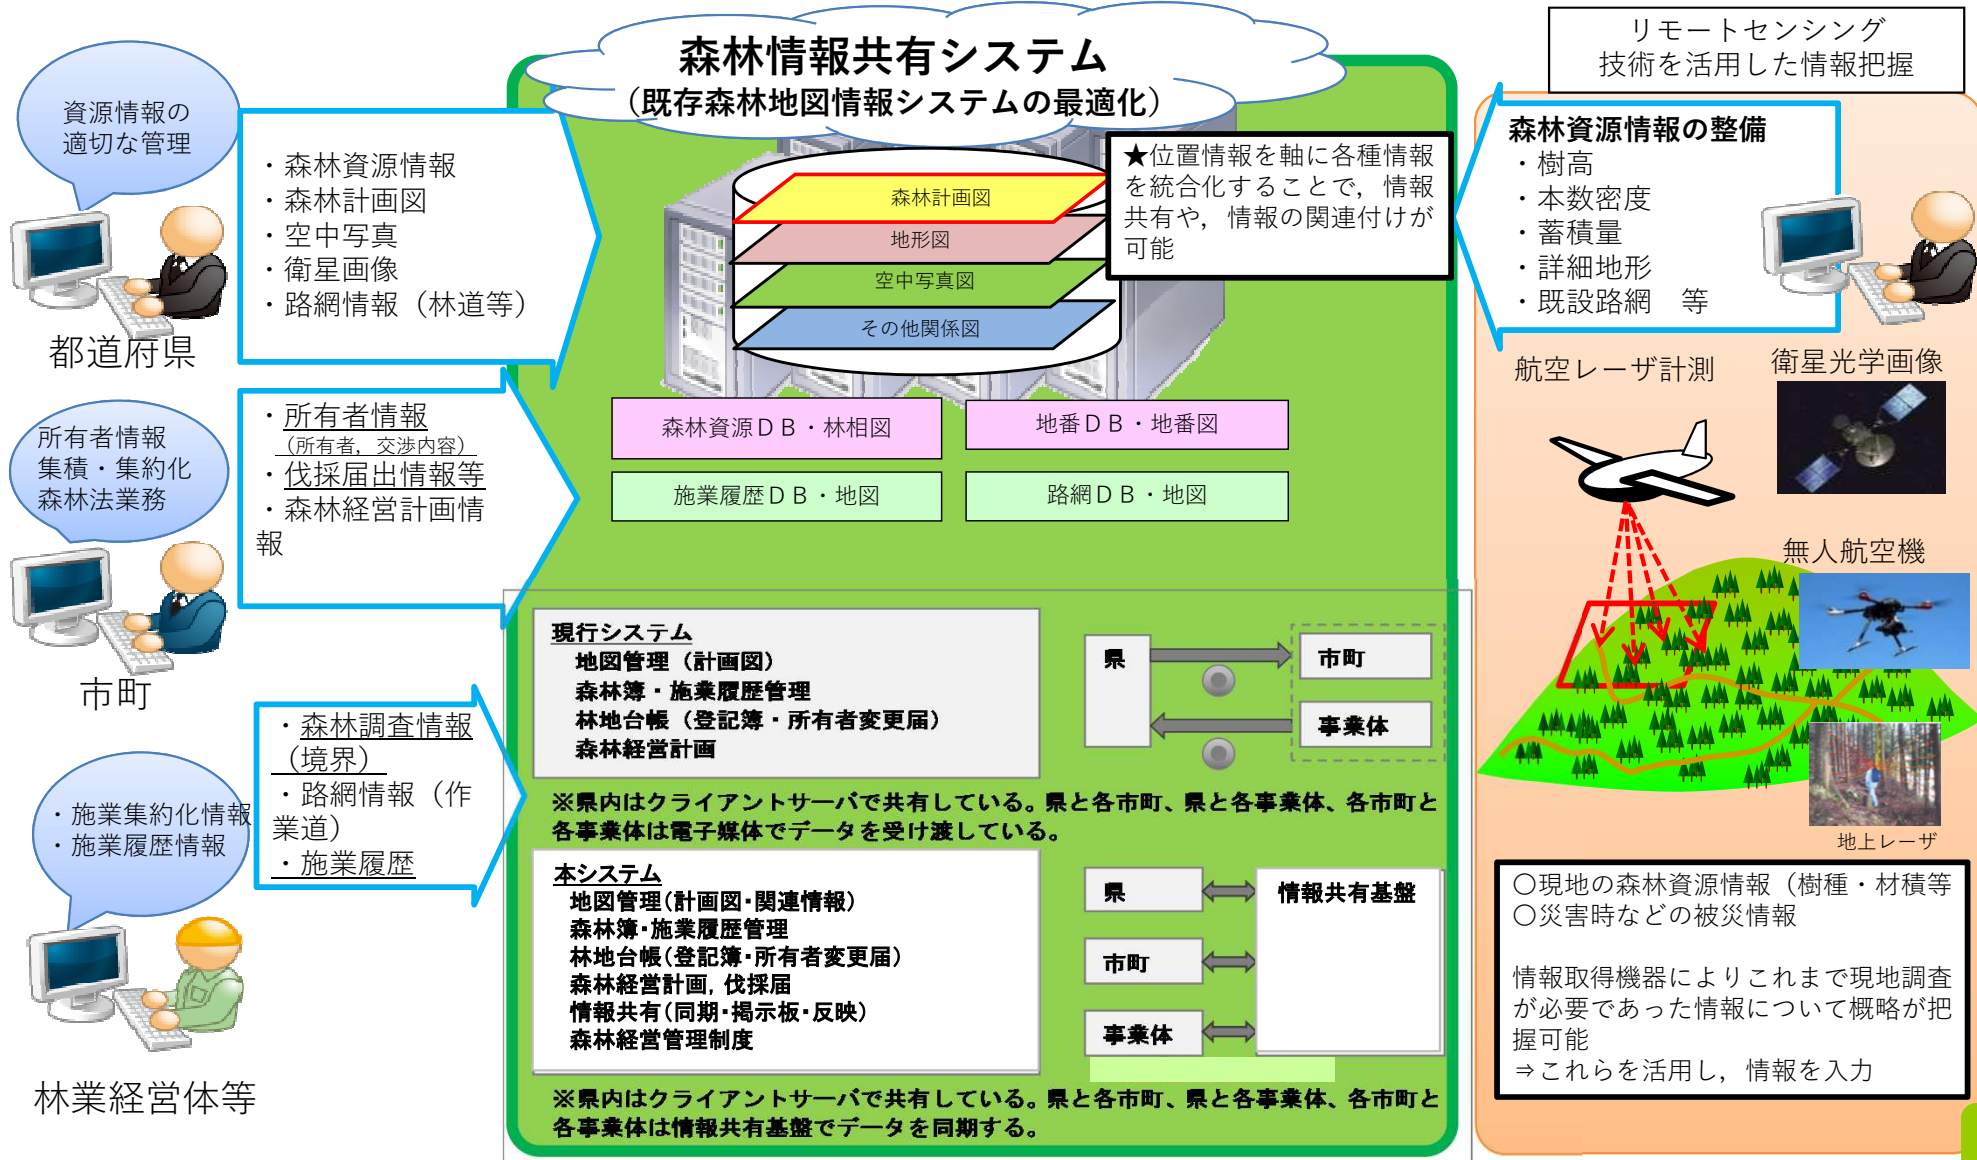 森林情報共有システム
（既存森林地図情報システムの最適化）
リモートセンシング
技術を活用した情報把握
資源情報の
適切な管理
都道府県
・森林資源情報
・森林計画図
・空中写真
・衛星画像
・路網情報（林道等）
森林計画図
地形図
空中写真図
その他関係図
★位置情報を軸に各種情報
を統合化することで，情報
共有や，情報の関連付けが
可能
森林資源情報の整備
・樹高
・本数密度
・蓄積量
・詳細地形
・既設路網　等
所有者情報
集積・集約化
森林法業務
市町
・所有者情報
（所有者，交渉内容）
・伐採届出情報等
・森林経営計画情
報
森林資源ＤＢ・林相図
地番ＤＢ・地番図
施業履歴ＤＢ・地図
路網ＤＢ・地図
航空レーザ計測
衛星光学画像
無人航空機
地上レーザ
・施業集約化情報
・施業履歴情報
林業経営体等
・森林調査情報
（境界）
・路網情報（作
業道）
・施業履歴
現行システム
地図管理（計画図）
森林簿・施業履歴管理
林地台帳（登記簿・所有者変更届）
森林経営計画
県
市町
事業体
※県内はクライアントサーバで共有している。県と各市町、県と各事業体、各市町と
各事業体は電子媒体でデータを受け渡している。
本システム
地図管理(計画図・関連情報)
森林簿・施業履歴管理
林地台帳(登記簿・所有者変更届)
森林経営計画，伐採届
情報共有(同期・掲示板・反映)
森林経営管理制度
県
市町
事業体
情報共有基盤
※県内はクライアントサーバで共有している。県と各市町、県と各事業体、各市町と
各事業体は情報共有基盤でデータを同期する。
○現地の森林資源情報（樹種・材積等
○災害時などの被災情報
情報取得機器によりこれまで現地調査
が必要であった情報について概略が把
握可能
⇒これらを活用し，情報を入力